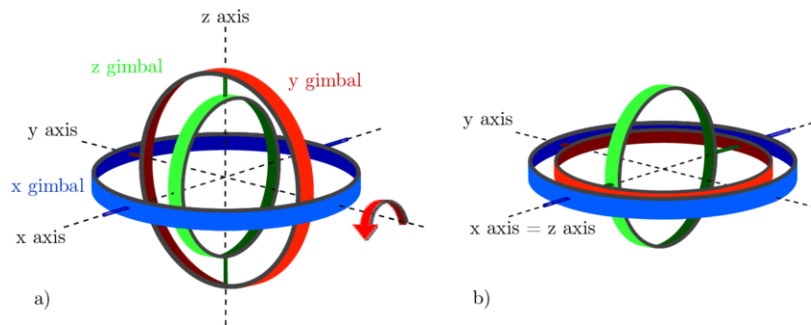 z axis
z gimbal
y gimbal
y axis
x gimbal
x axis
a)
y axis
x axis = z axis
b)